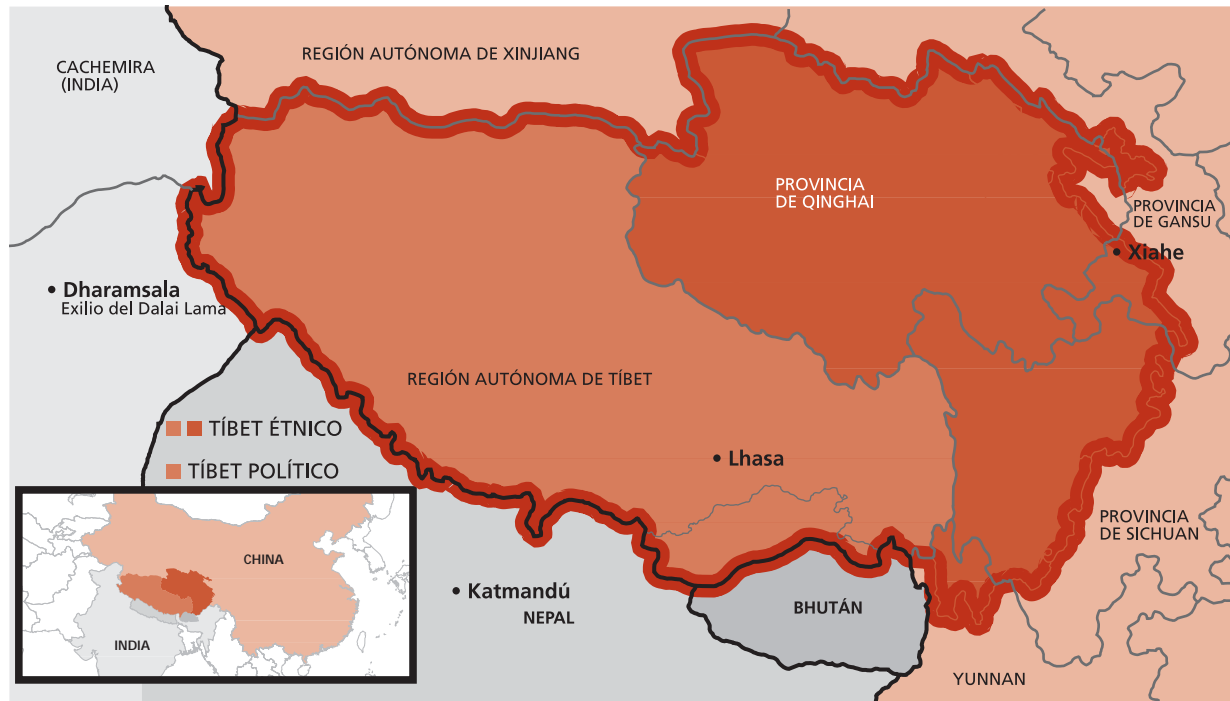 REGIÓN AUTÓNOMA DE XINJIANG
CACHEMIRA
(INDIA)
PROVINCIA
DE QINGHAI
PROVINCIA
DE GANSU
• Xiahe
• Dharamsala
Exilio del Dalai Lama
REGIÓN AUTÓNOMA DE TÍBET
TÍBET ÉTNICO
• Lhasa
TÍBET POLÍTICO
PROVINCIA
DE SICHUAN
CHINA
INDIA
• Katmandú
NEPAL
BHUTÁN
YUNNAN